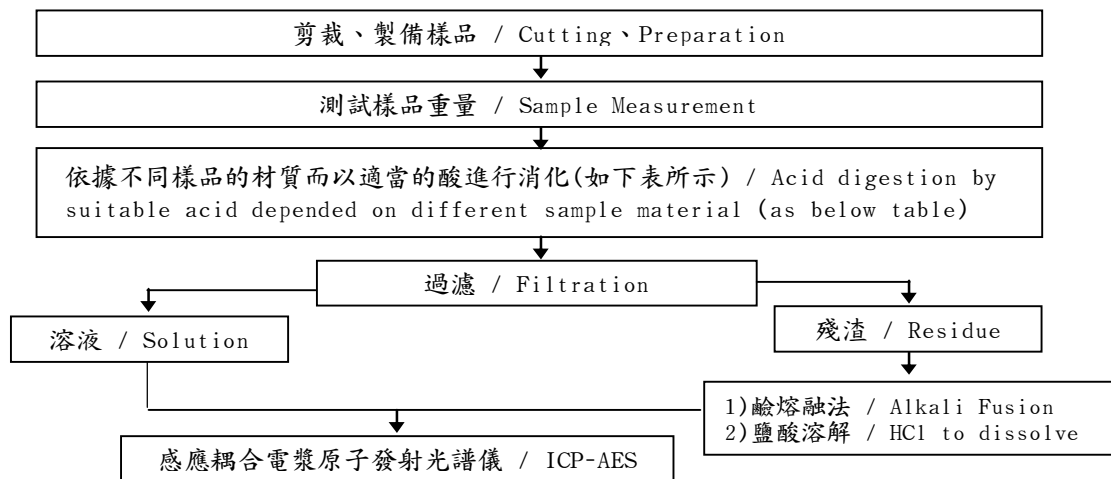 剪裁、製備樣品 / Cutting、Preparation
測試樣品重量 / Sample Measurement
依據不同樣品的材質而以適當的酸進行消化(如下表所示) / Acid digestion by
suitable acid depended on different sample material (as below table)
過濾 / Filtration
溶液 / Solution
殘渣 / Residue
1)鹼熔融法 / Alkali Fusion
2)鹽酸溶解 / HCl to dissolve
感應耦合電漿原子發射光譜儀 / ICP-AES